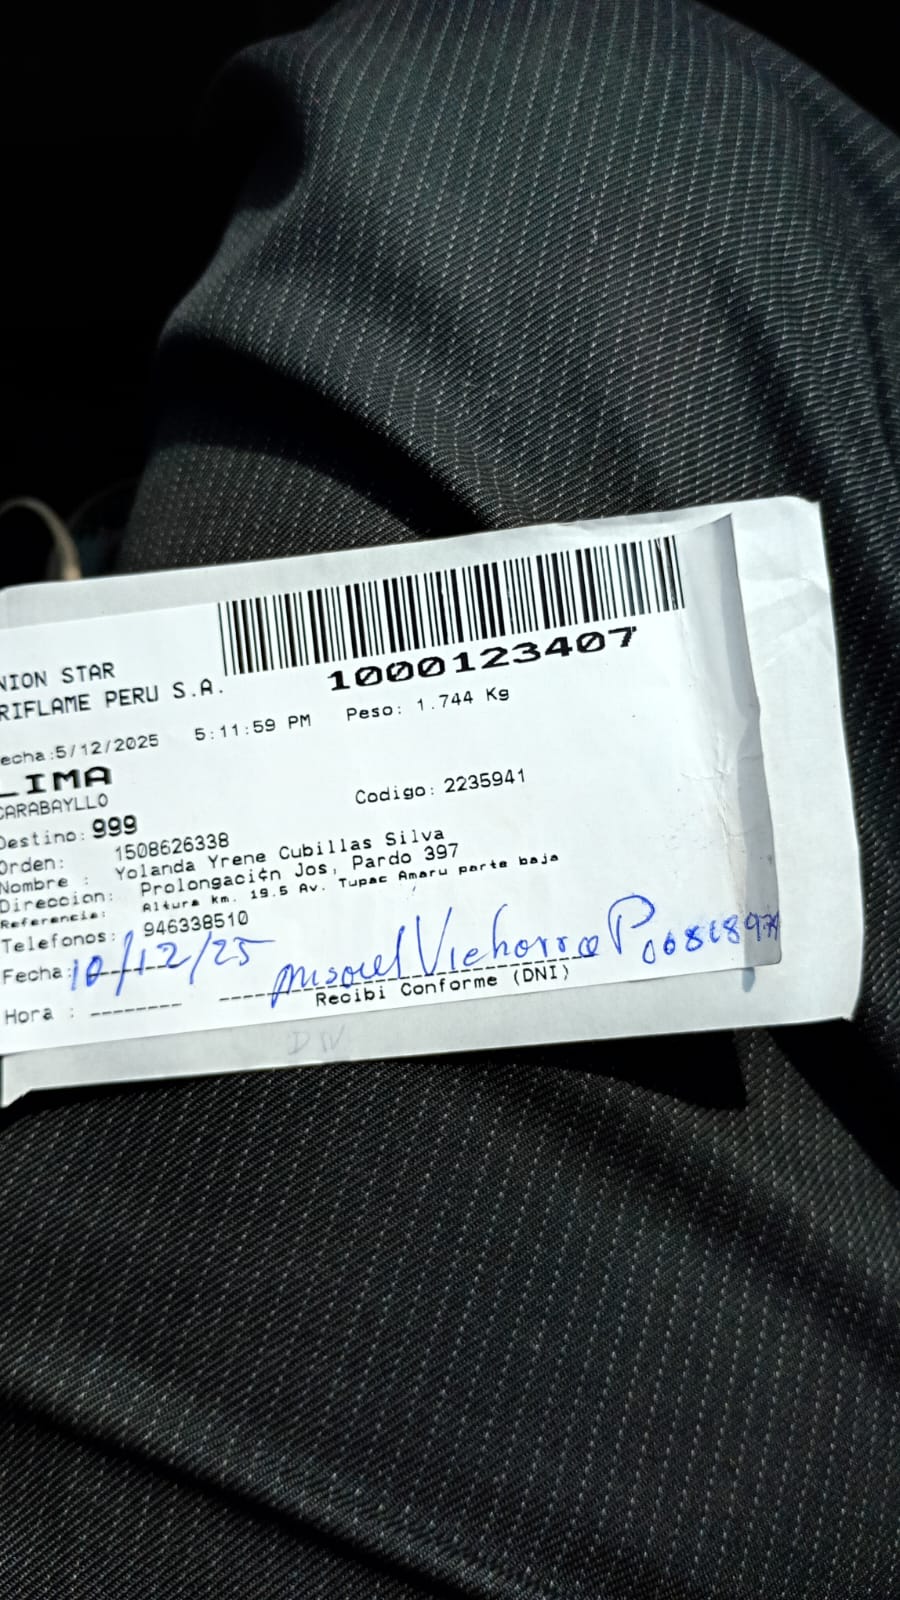 1000123407
NION STAR
RIFLAME PERU S.A.
echa:5/12/2025 5:11:59 PM Peso: 1.744 Kg
LIMA
CARABAYLLO
Codigo: 2235941
Destino: 999
Orden: 1508626338
Nombre : Yolanda Yrene Cubillas Silva
Direccion: Prolongaci¢n Jos, Pardo 397
Referencia: Altura km. 19.5 Av. Tupac Amaru parte baja
Telefonos: 946338510
Fecha: 10/12/25
Hora : --------
Recibi Conforme (DNI)